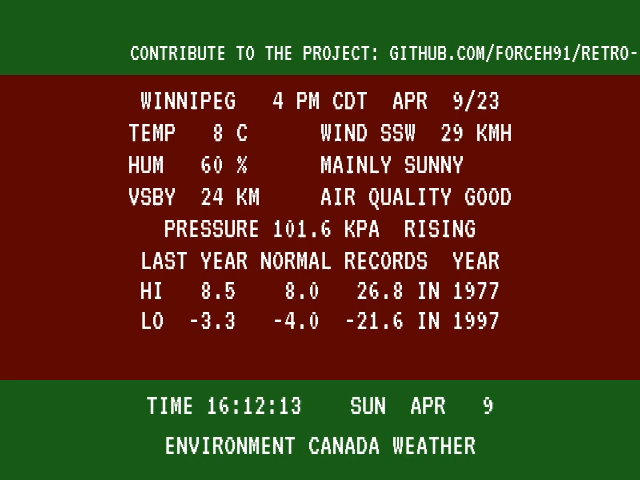 CONTRIBUTE TO THE PROJECT: GITHUB.COM/FORCEH91/RETRO-
WINNIPEG 4 PM CDT APR 9/23
TEMP 8 C WIND SSW 29 KMH
HUM 60 % MAINLY SUNNY
VSBY 24 KM AIR QUALITY GOOD
PRESSURE 101.6 KPA RISING
LAST YEAR NORMAL RECORDS YEAR
HI 8.5 8.0 26.8 IN 1977
LO -3.3 -4.0 -21.6 IN 1997
TIME 16:12:13 SUN APR 9
ENVIRONMENT CANADA WEATHER